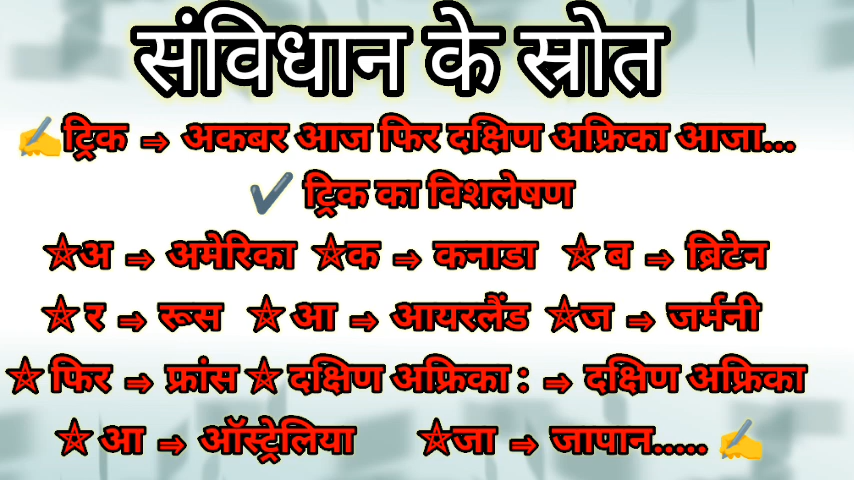 संविधान के स्रोत
✍️ट्रिक ⇒ अकबर आज फिर दक्षिण अफ्रिका आजा...
✔ ट्रिक का विशलेषण
☆अ ⇒ अमेरिका ☆क ⇒ कनाडा ☆ ब ⇒ ब्रिटेन
☆ र ⇒ रूस ☆ आ ⇒ आयरलैंड ☆ज ⇒ जर्मनी
☆ फिर ⇒ फ्रांस ☆ दक्षिण अफ्रिका : ⇒ दक्षिण अफ्रिका
☆ आ ⇒ ऑस्ट्रेलिया ☆जा ⇒ जापान..... ✍️